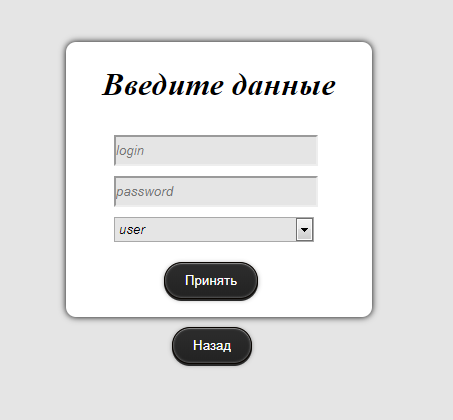 Введите данные
login
password
user
Принять
Назад